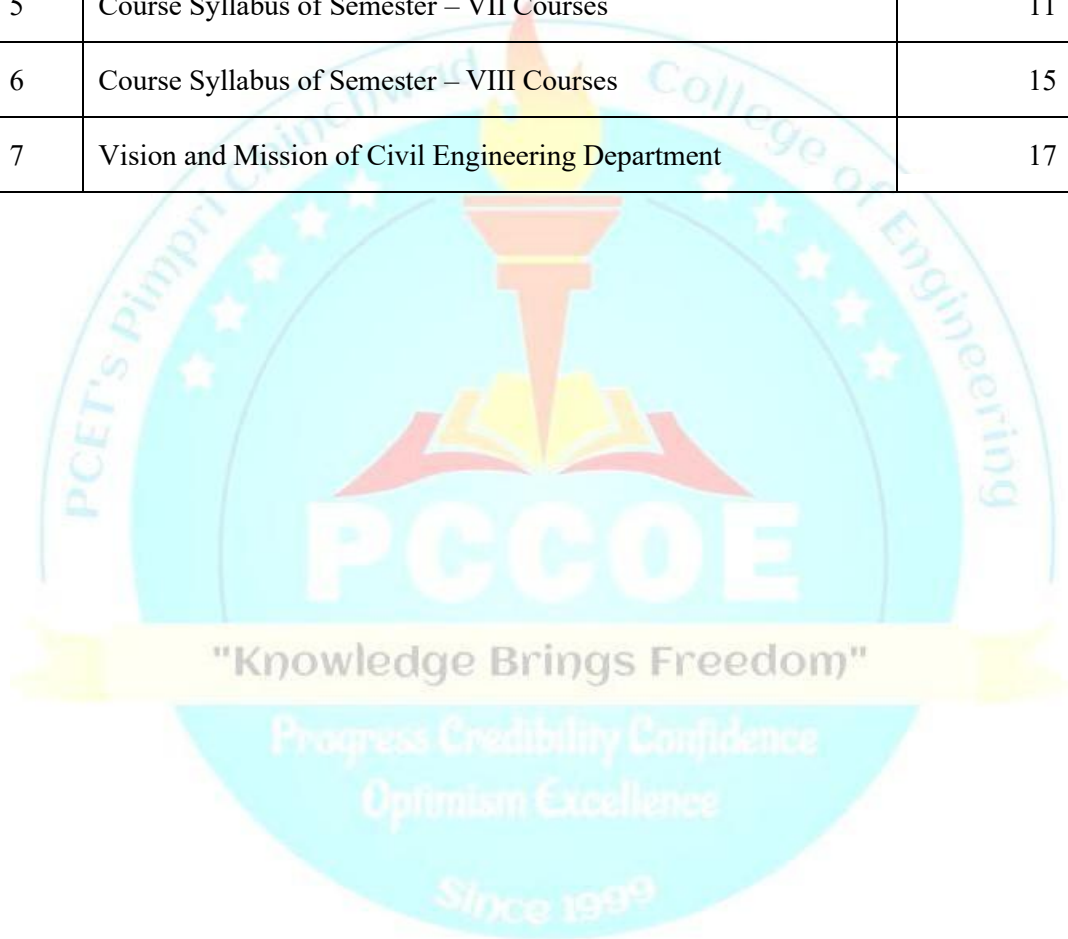 5 Course Syllabus of Semester – VII Courses 11
6 Course Syllabus of Semester – VIII Courses 15
7 Vision and Mission of Civil Engineering Department 17
PCET's Pimpri Chinchwad College of Engineering
PCCOE
"Knowledge Brings Freedom"
Progress Credibility Confidence
Optimism Excellence
Since 1999